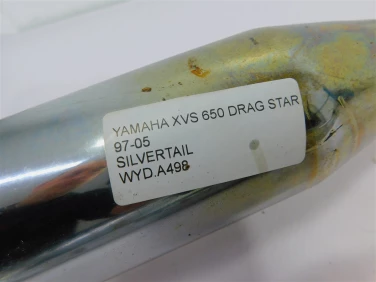 YAMAHA XVS 650 DRAG STAR
97-05
SILVERTAIL
WYD.A498